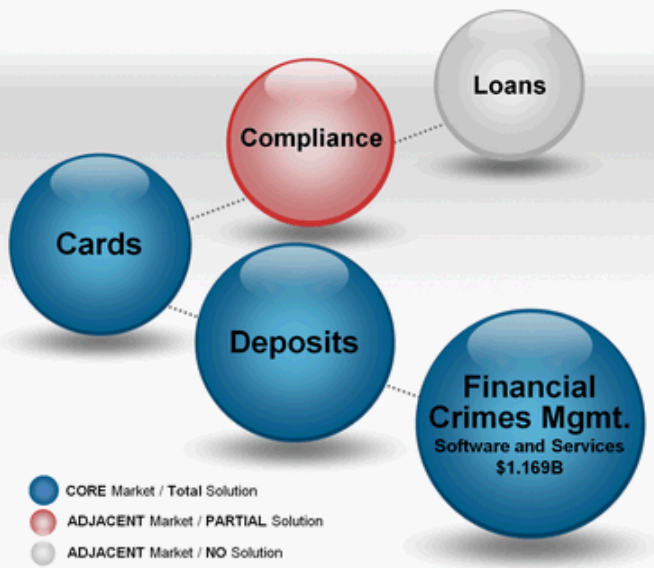 Loans
Compliance
Cards
Deposits
Financial
Crimes Mgmt.
Software and Services
$1.169B
CORE Market / Total Solution
ADJACENT Market / PARTIAL Solution
ADJACENT Market / NO Solution